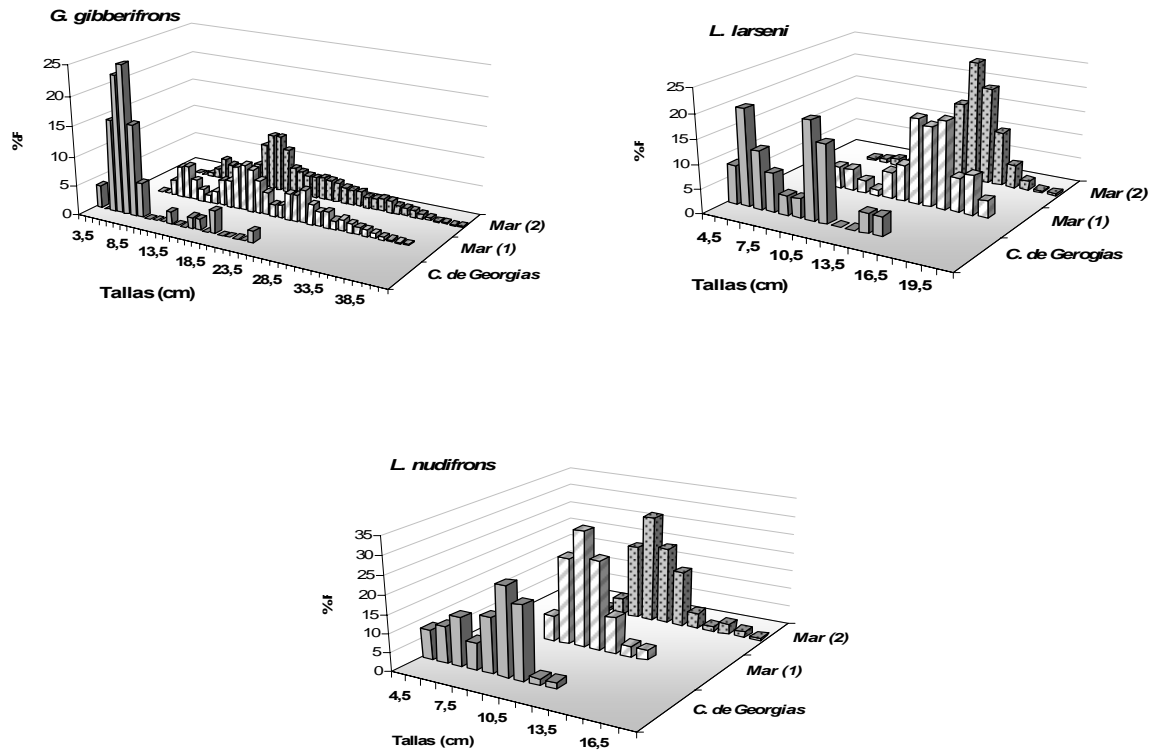 G. gibberifrons
25
20
15
10
5
0
%F
3,5
8,5
13,5
18,5
23,5
28,5
33,5
38,5
Tallas (cm)
Mar (2)
Mar (1)
C. de Georgias
L. larseni
25
20
15
10
5
0
%F
4,5
7,5
10,5
13,5
16,5
19,5
Tallas (cm)
Mar (2)
Mar (1)
C. de Gerogias
L. nudifrons
35
30
25
20
15
10
5
0
%F
4,5
7,5
10,5
13,5
16,5
Tallas (cm)
Mar (2)
Mar (1)
C. de Georgias